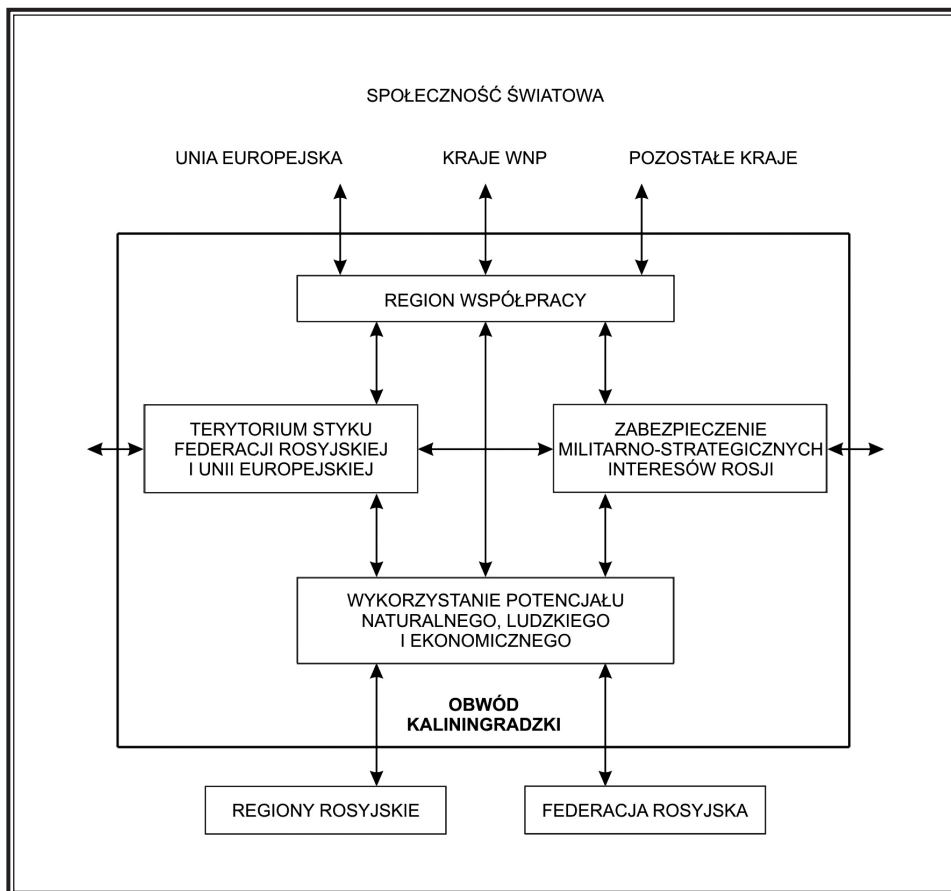 SPOŁECZNOŚĆ ŚWIATOWA
UNIA EUROPEJSKA
KRAJE WNP
POZOSTAŁE KRAJE
REGION WSPÓŁPRACY
TERYTORIUM STYKU
FEDERACJI ROSYJSKIEJ
I UNII EUROPEJSKIEJ
ZABEZPIECZENIE
MILITARNO-STRATEGICZNYCH
INTERESÓW ROSJI
WYKORZYSTANIE POTENCJAŁU
NATURALNEGO, LUDZKIEGO
I EKONOMICZNEGO
OBWÓD
KALININGRADZKI
REGIONY ROSYJSKIE
FEDERACJA ROSYJSKA